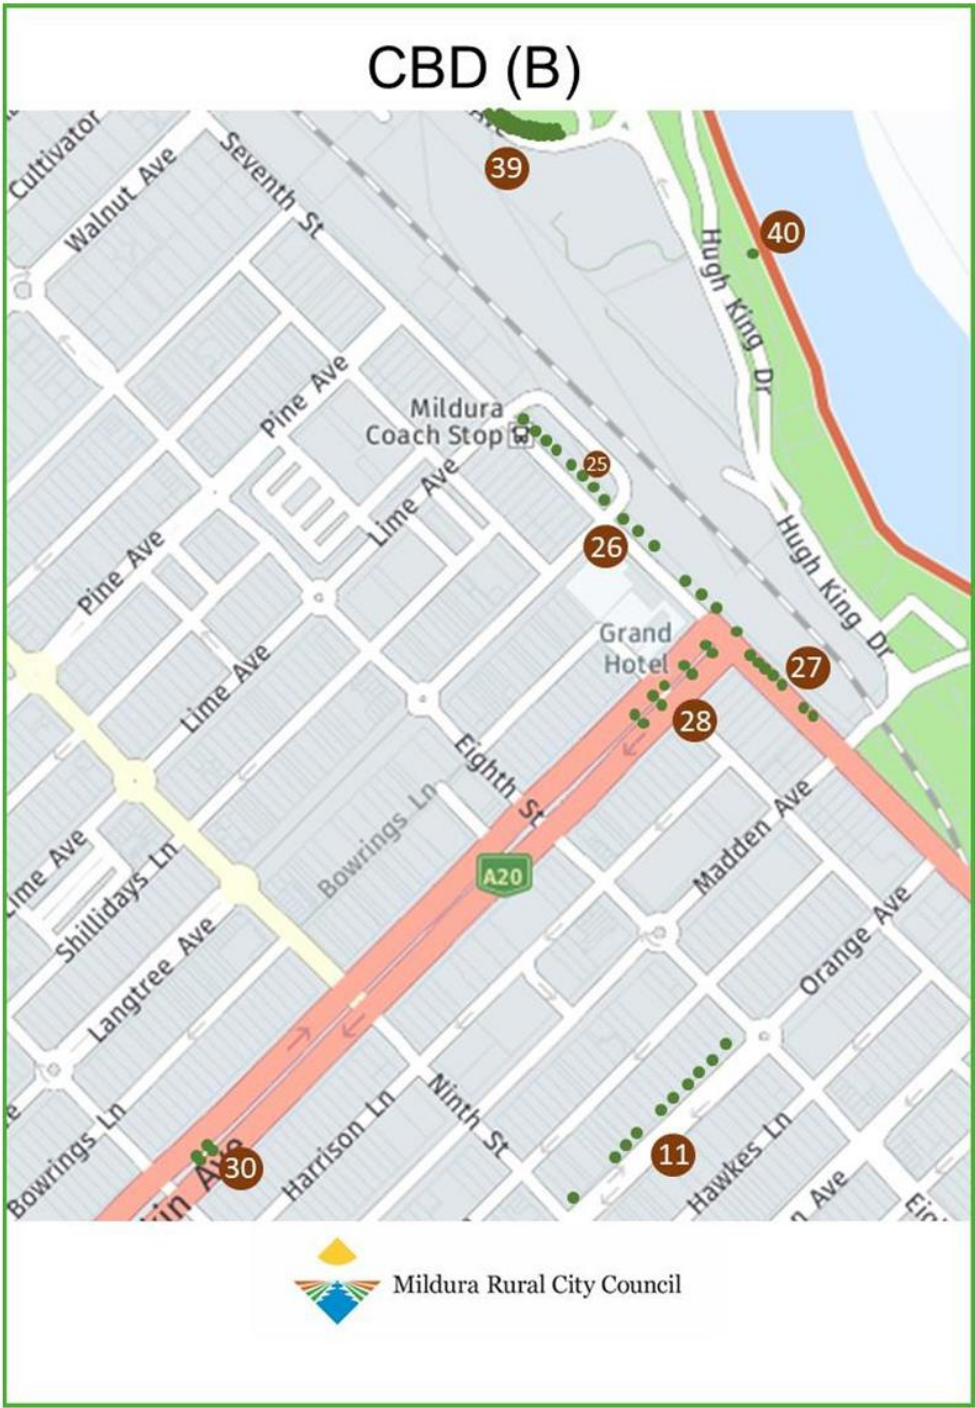 CBD (B)
Cultivator
Walnut Ave
Seventh St
39
40
Hugh King Dr
Pine Ave
Mildura
Coach Stop
25
Lime Ave
26
Hugh King Dr
Pine Ave
Grand
Hotel
27
Lime Ave
28
Eighth St
Bowrings Ln
Madden Ave
A20
Lime Ave
Shillidays Ln
Langtree Ave
Orange Ave
Ninth St
Harrison Ln
Bowrings Ln
11
30
Hawkes Ln
Ave
Mildura Rural City Council